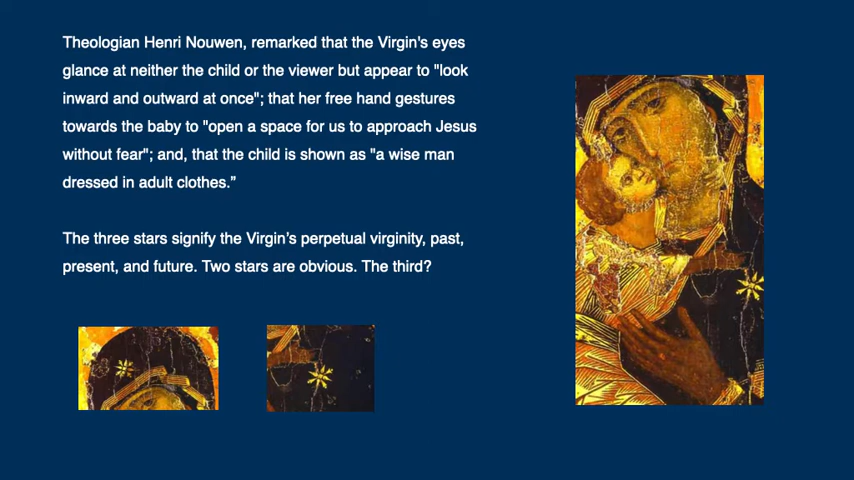 Theologian Henri Nouwen, remarked that the Virgin's eyes
glance at neither the child or the viewer but appear to "look
inward and outward at once"; that her free hand gestures
towards the baby to "open a space for us to approach Jesus
without fear"; and, that the child is shown as "a wise man
dressed in adult clothes.”
The three stars signify the Virgin’s perpetual virginity, past,
present, and future. Two stars are obvious. The third?